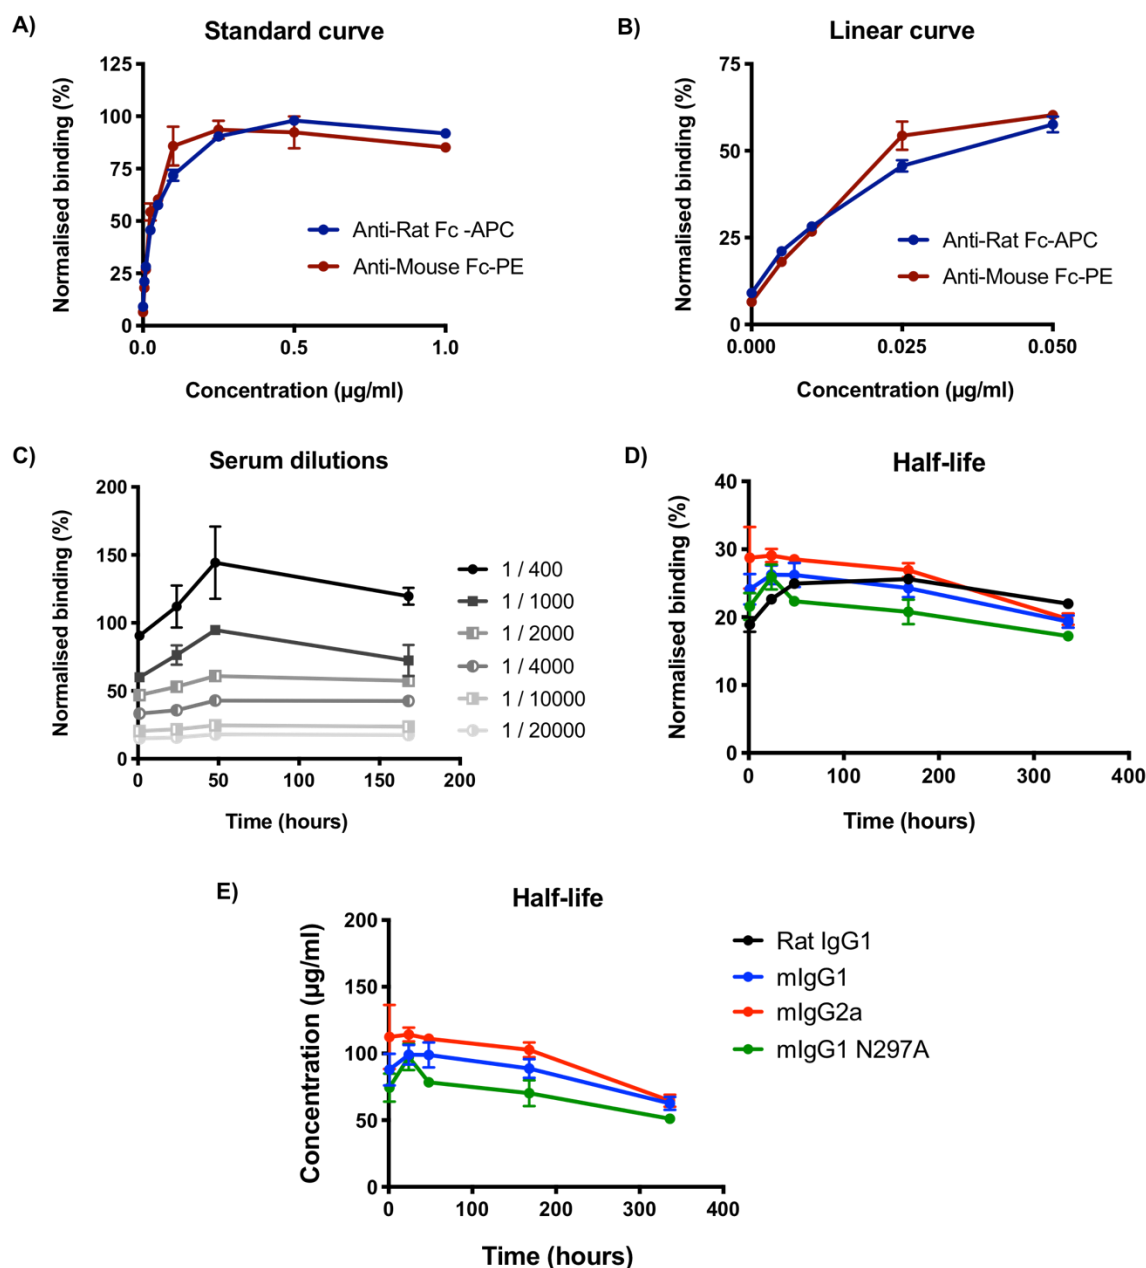 A)
Standard curve
Normalised binding (%)
125
100
75
50
25
0
0.0
0.5
1.0
Concentration (µg/ml)
Anti-Rat Fc -APC
Anti-Mouse Fc-PE
B)
Linear curve
Normalised binding (%)
75
50
25
0
0.000
0.025
0.050
Concentration (µg/ml)
Anti-Rat Fc-APC
Anti-Mouse Fc-PE
C)
Serum dilutions
Normalised binding (%)
200
150
100
50
0
0
50
100
150
200
Time (hours)
1 / 400
1 / 1000
1 / 2000
1 / 4000
1 / 10000
1 / 20000
D)
Half-life
Normalised binding (%)
40
30
20
10
0
0
100
200
300
400
Time (hours)
E)
Half-life
Concentration (µg/ml)
200
150
100
50
0
0
100
200
300
400
Time (hours)
Rat IgG1
mIgG1
mIgG2a
mIgG1 N297A